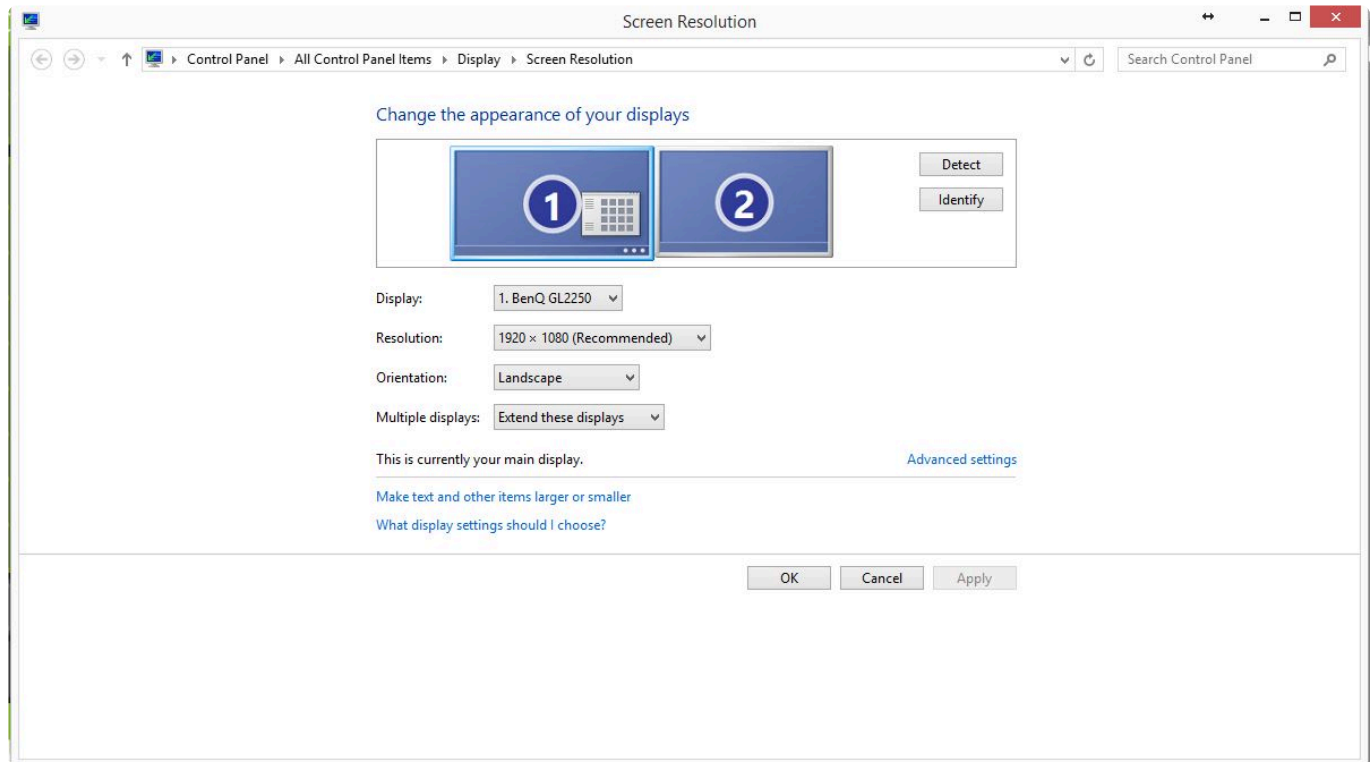 Screen Resolution
Control Panel All Control Panel Items Display Screen Resolution Search Control Panel
Change the appearance of your displays
1 2
Detect
Identify
Display: 1. BenQ GL2250
Resolution: 1920 × 1080 (Recommended)
Orientation: Landscape
Multiple displays: Extend these displays
This is currently your main display. Advanced settings
Make text and other items larger or smaller
What display settings should I choose?
OK Cancel Apply